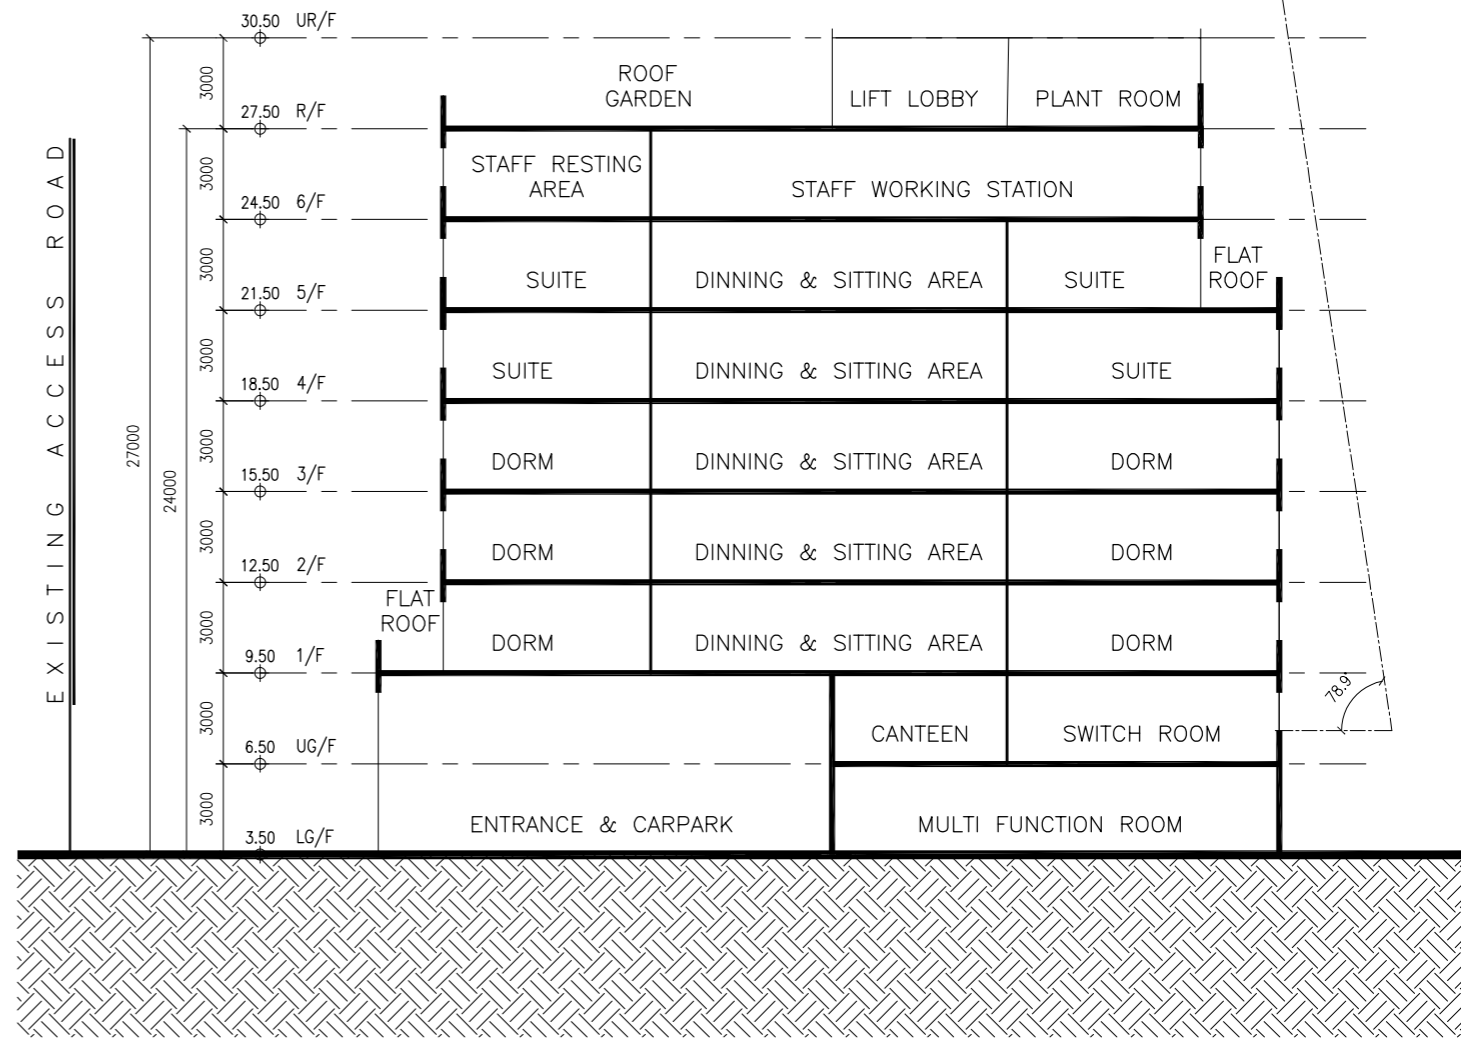 30.50 UR/F
3000
ROOF
GARDEN
LIFT LOBBY
PLANT ROOM
27.50 R/F
3000
STAFF RESTING
AREA
STAFF WORKING STATION
24.50 6/F
3000
SUITE
DINNING & SITTING AREA
SUITE
FLAT
ROOF
21.50 5/F
3000
SUITE
DINNING & SITTING AREA
SUITE
18.50 4/F
27000
24000
3000
DORM
DINNING & SITTING AREA
DORM
15.50 3/F
3000
DORM
DINNING & SITTING AREA
DORM
12.50 2/F
3000
FLAT
ROOF
DORM
DINNING & SITTING AREA
DORM
9.50 1/F
78.9°
3000
CANTEEN
SWITCH ROOM
6.50 UG/F
3000
ENTRANCE & CARPARK
MULTI FUNCTION ROOM
3.50 LG/F
EXISTING ACCESS ROAD